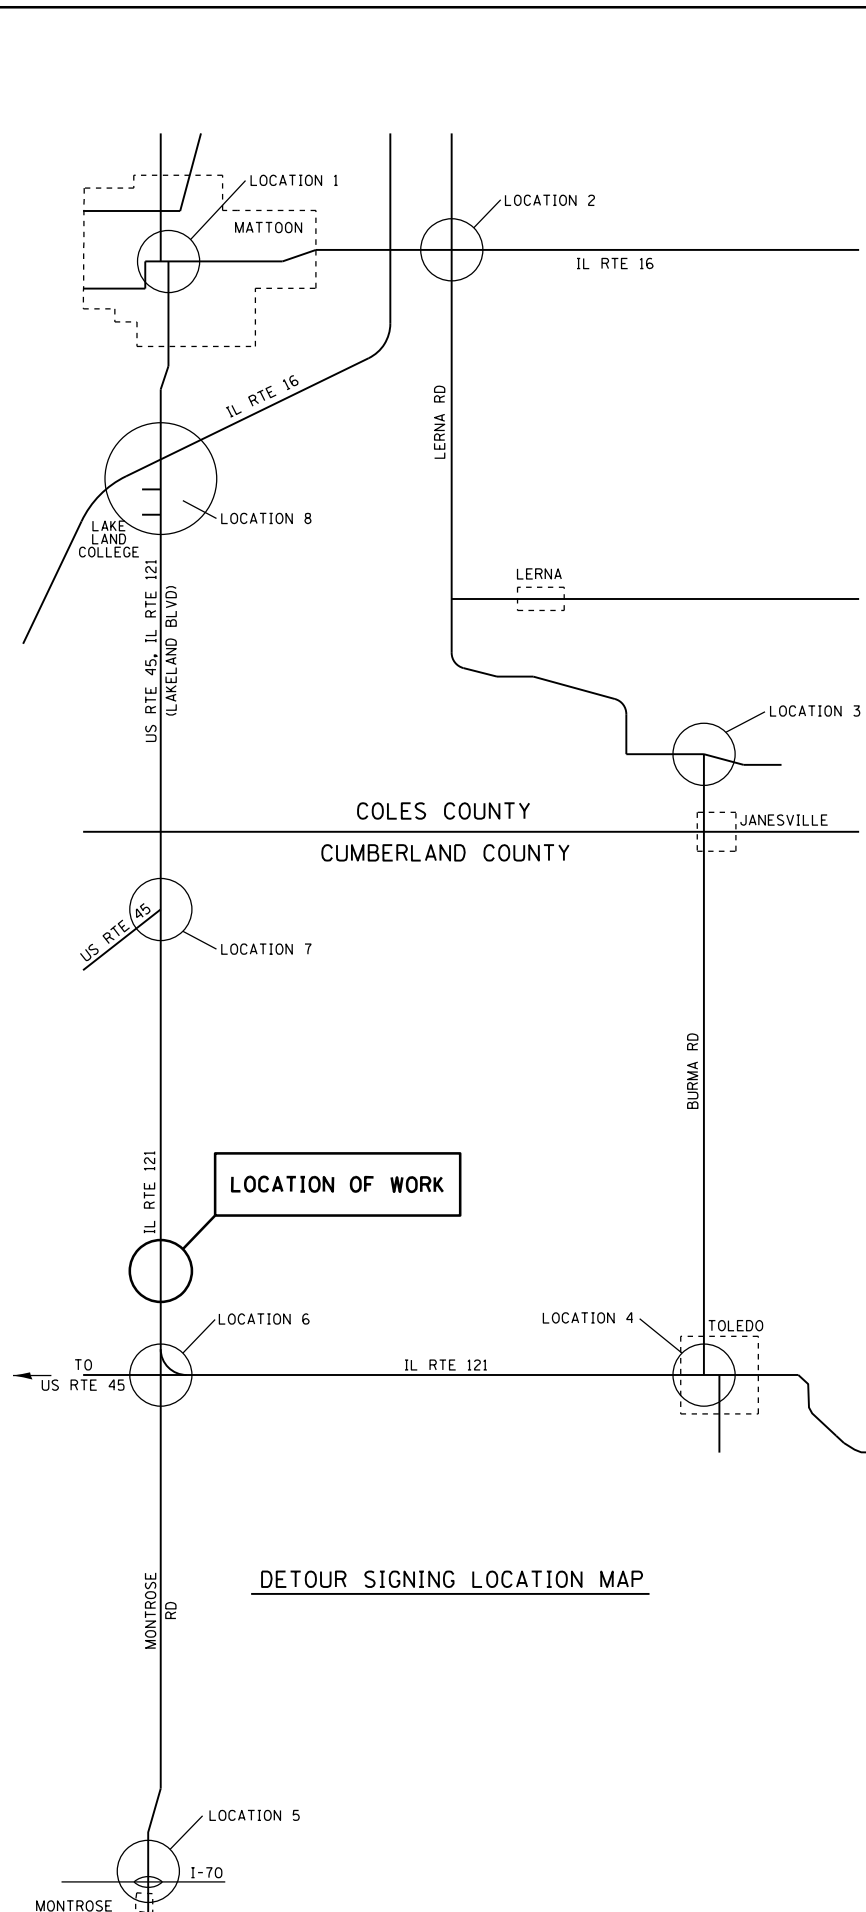 LOCATION 1
LOCATION 2
MATTOON
IL RTE 16
IL RTE 16
LERNA RD
LOCATION 8
LAKE
LAND
COLLEGE
US RTE 45, IL RTE 121
(LAKELAND BLVD)
LERNA
LOCATION 3
COLES COUNTY
JANESVILLE
CUMBERLAND COUNTY
US RTE 45
LOCATION 7
BURMA RD
IL RTE 121
LOCATION OF WORK
LOCATION 6
LOCATION 4
TOLEDO
TO
US RTE 45
IL RTE 121
DETOUR SIGNING LOCATION MAP
MONTROSE
RD
LOCATION 5
I-70
MONTROSE